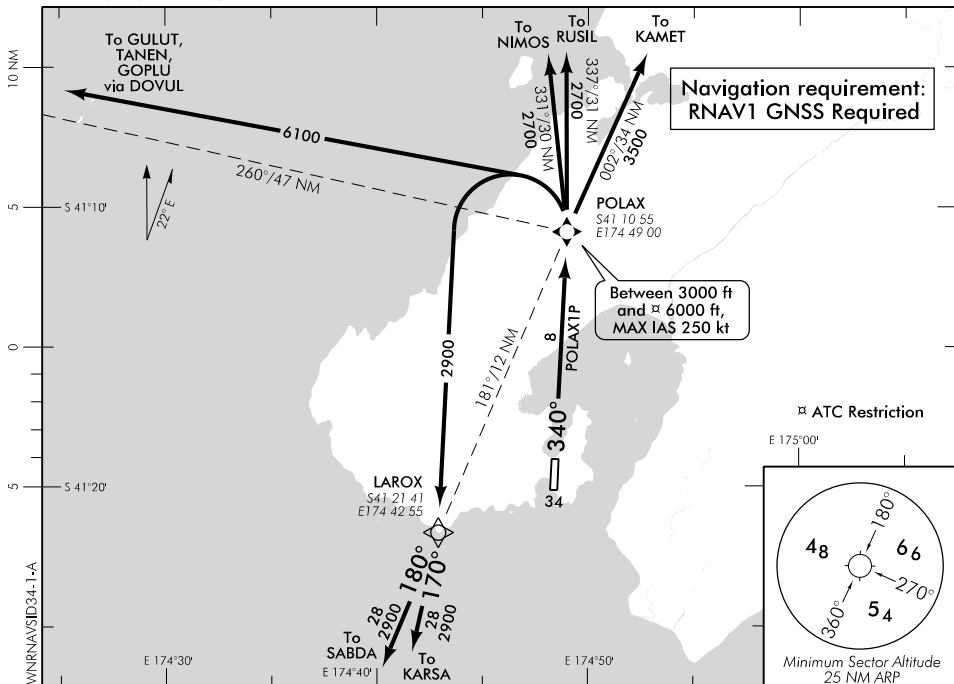 To GULUT,
TANEN,
GOPLU
via DOVUL
To
NIMOS
To
RUSIL
To
KAMET
10 NM
Navigation requirement:
RNAV1 GNSS Required
331°/30 NM
2700
337°/31 NM
2700
002°/34 NM
3500
6100
260°/47 NM
22° E
5
S 41°10'
POLAX
S41 10 55
E174 49 00
Between 3000 ft
and ¤ 6000 ft,
MAX IAS 250 kt
8
POLAX1P
340°
34
0
2900
181°/12 NM
¤ ATC Restriction
E 175°00'
5
S 41°20'
LAROX
S41 21 41
E174 42 55
180°
170°
28
2900
28
2900
To
SABDA
To
KARSA
E 174°30'
E 174°40'
E 174°50'
180°
48
66
270°
54
360°
Minimum Sector Altitude
25 NM ARP
WNRNAVSID34-1-A